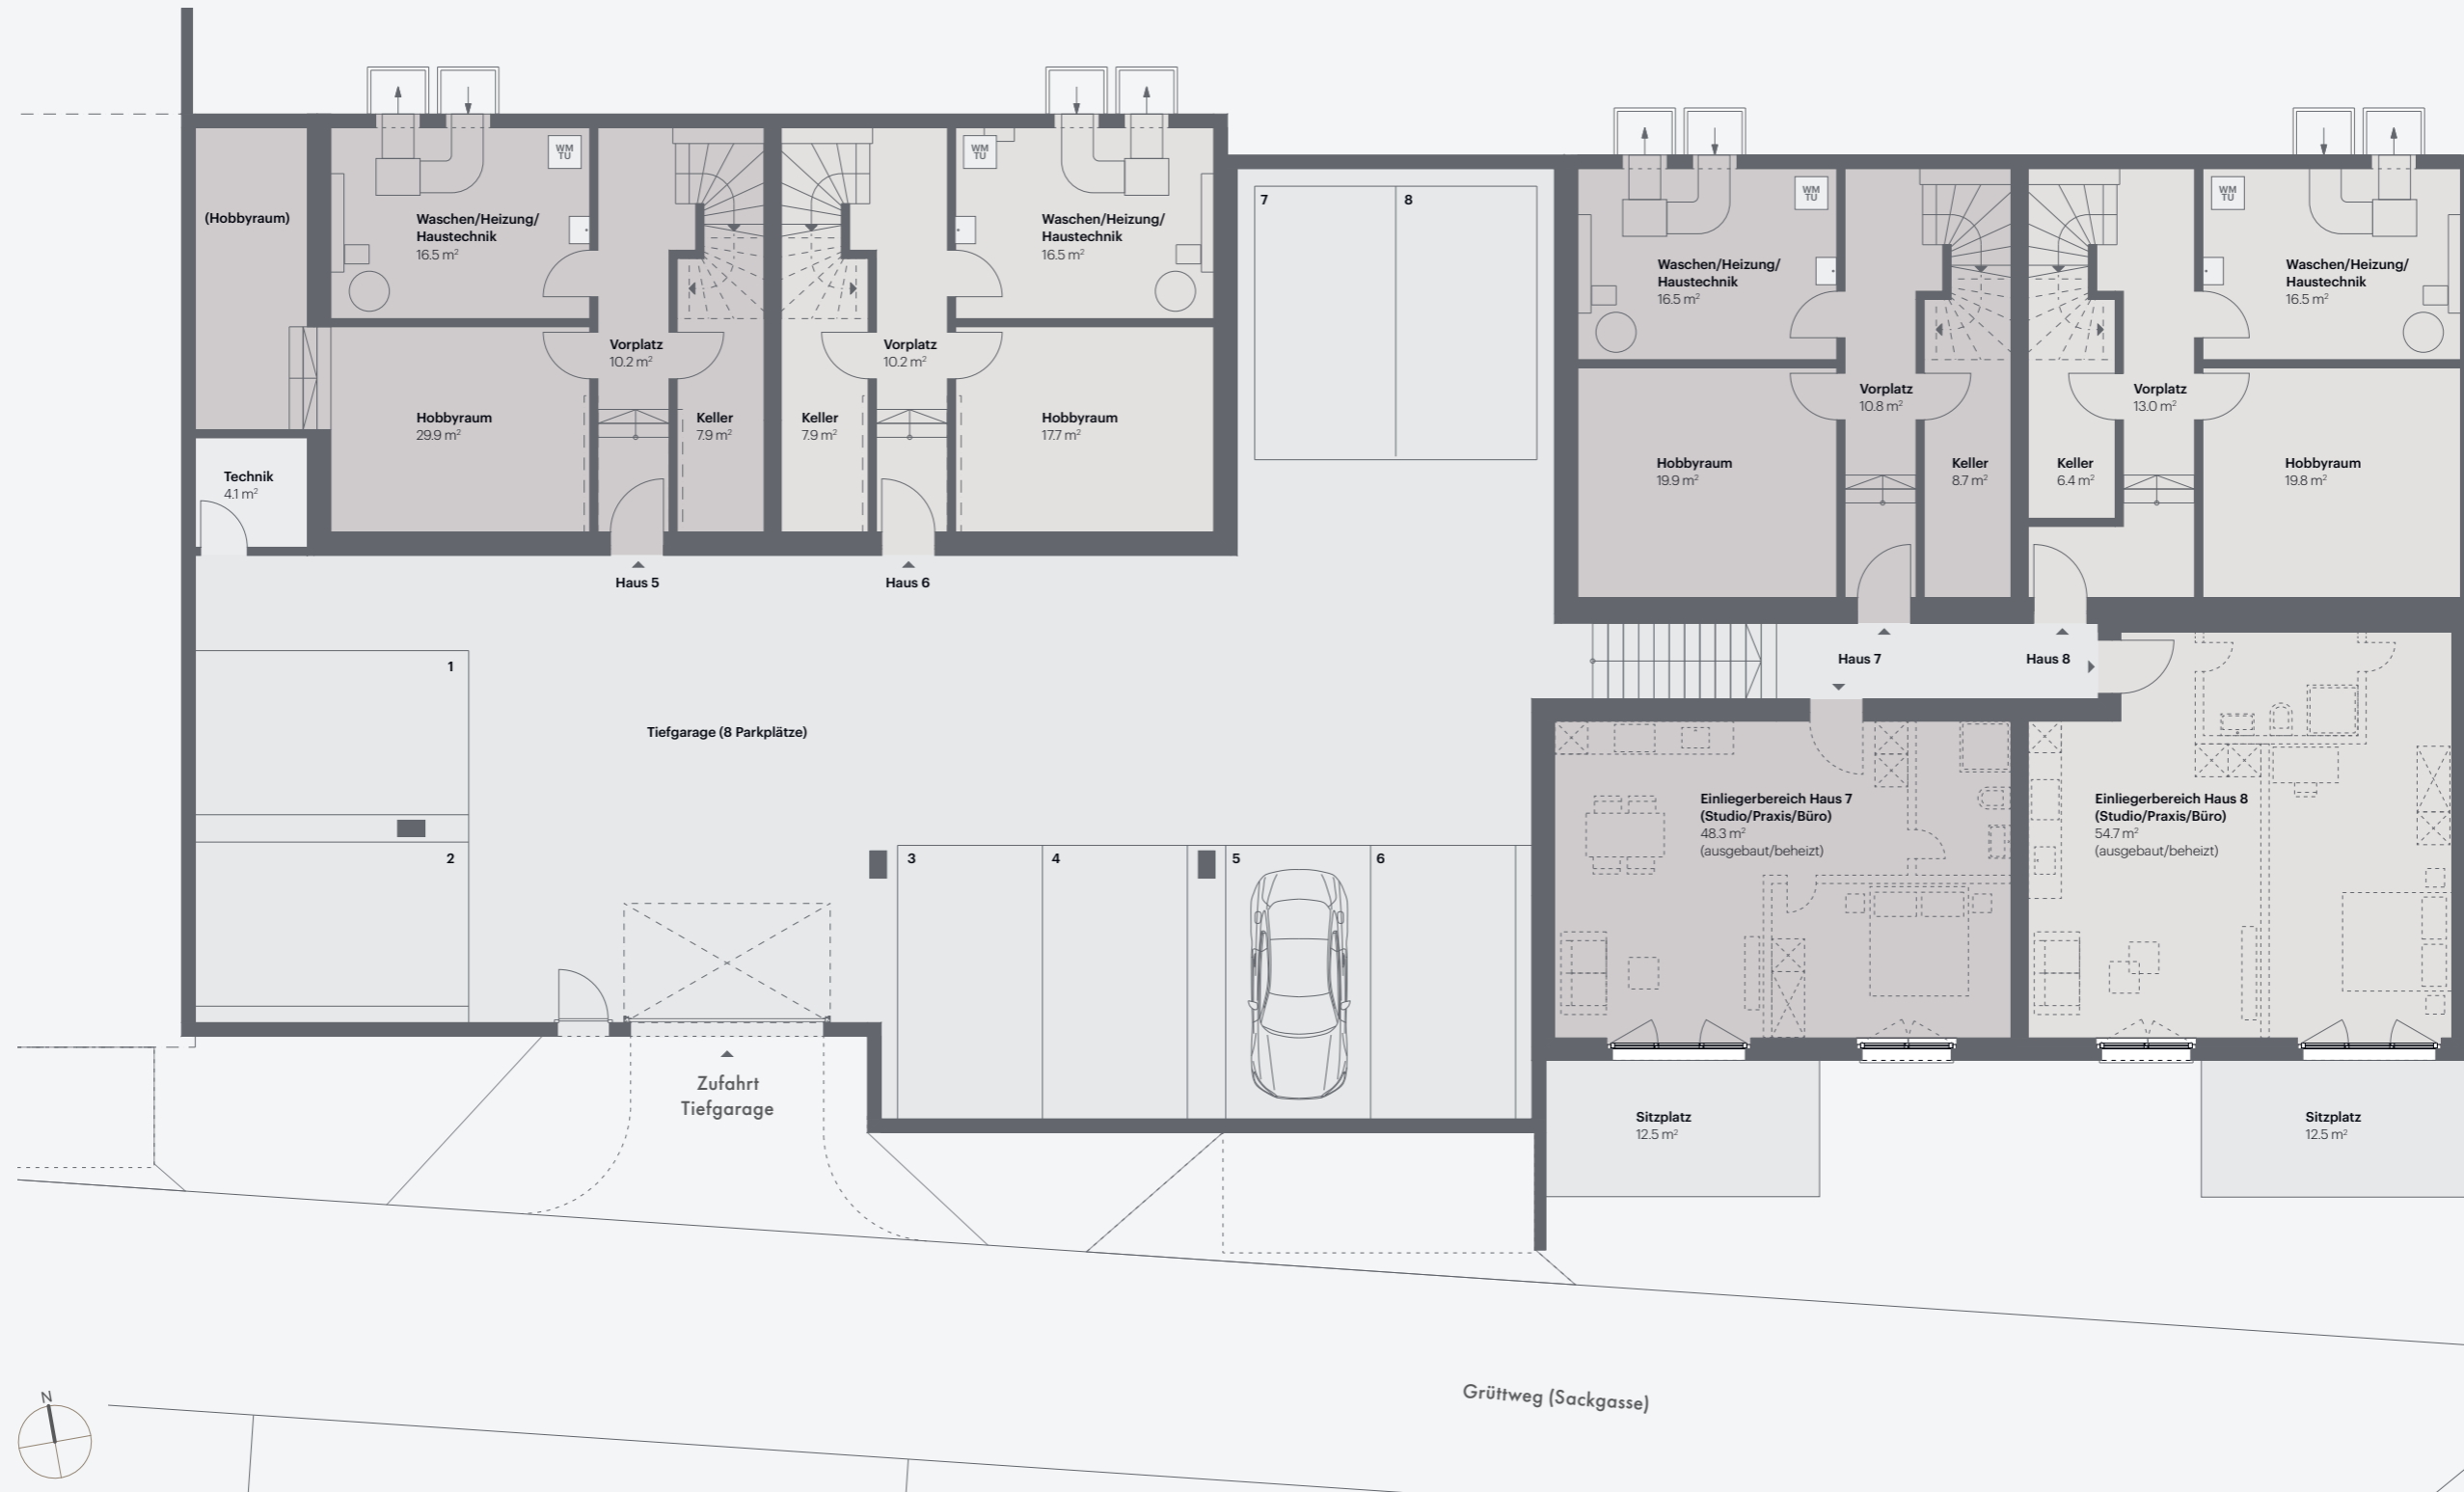 (Hobbyraum)
Waschen/Heizung/
Haustechnik
16.5 m²
WM
TU
WM
TU
Waschen/Heizung/
Haustechnik
16.5 m²
7
8
WM
TU
Waschen/Heizung/
Haustechnik
16.5 m²
WM
TU
Waschen/Heizung/
Haustechnik
16.5 m²
Vorplatz
10.2 m²
Vorplatz
10.2 m²
Vorplatz
10.8 m²
Vorplatz
13.0 m²
Hobbyraum
29.9 m²
Keller
7.9 m²
Keller
7.9 m²
Hobbyraum
17.7 m²
Hobbyraum
19.9 m²
Keller
8.7 m²
Keller
6.4 m²
Hobbyraum
19.8 m²
Technik
4.1 m²
Haus 5
Haus 6
Haus 7
Haus 8
1
Tiefgarage (8 Parkplätze)
2
3
4
5
6
Einliegerbereich Haus 7
(Studio/Praxis/Büro)
48.3 m²
(ausgebaut/beheizt)
Einliegerbereich Haus 8
(Studio/Praxis/Büro)
54.7 m²
(ausgebaut/beheizt)
Zufahrt
Tiefgarage
Sitzplatz
12.5 m²
Sitzplatz
12.5 m²
Grüttweg (Sackgasse)
N